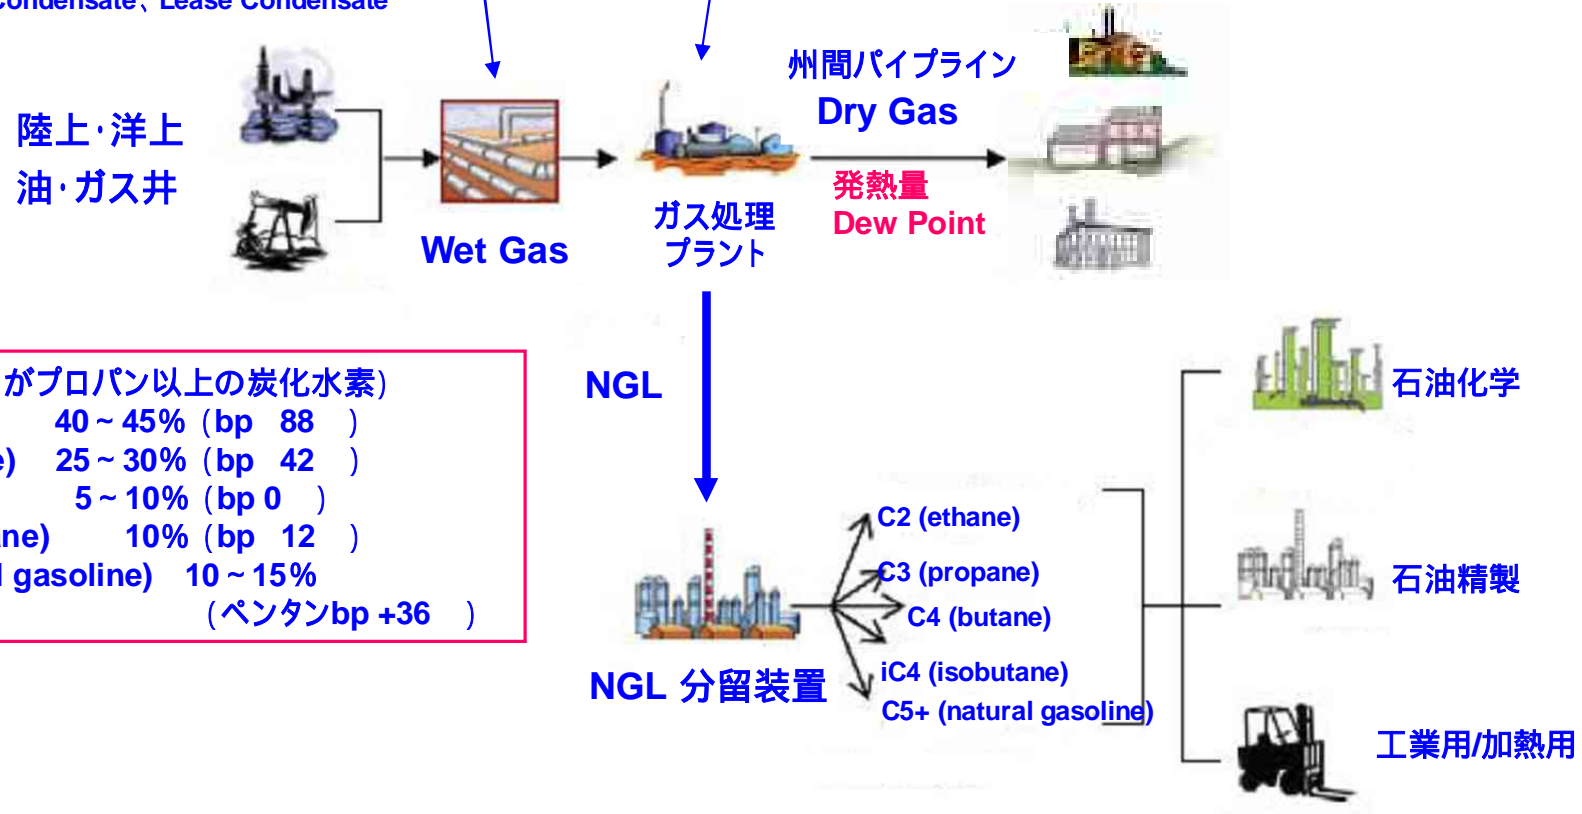 Condensate、Lease Condensate
陸上・洋上
油・ガス井
Wet Gas
ガス処理
プラント
州間パイプライン
Dry Gas
発熱量
Dew Point
がプロパン以上の炭化水素)
40~45% (bp 88 )
e) 25~30% (bp 42 )
5~10% (bp 0 )
ane) 10% (bp 12 )
l gasoline) 10~15%
(ペンタンbp +36 )
NGL
NGL 分留装置
C2 (ethane)
C3 (propane)
C4 (butane)
iC4 (isobutane)
C5+ (natural gasoline)
石油化学
石油精製
工業用/加熱用